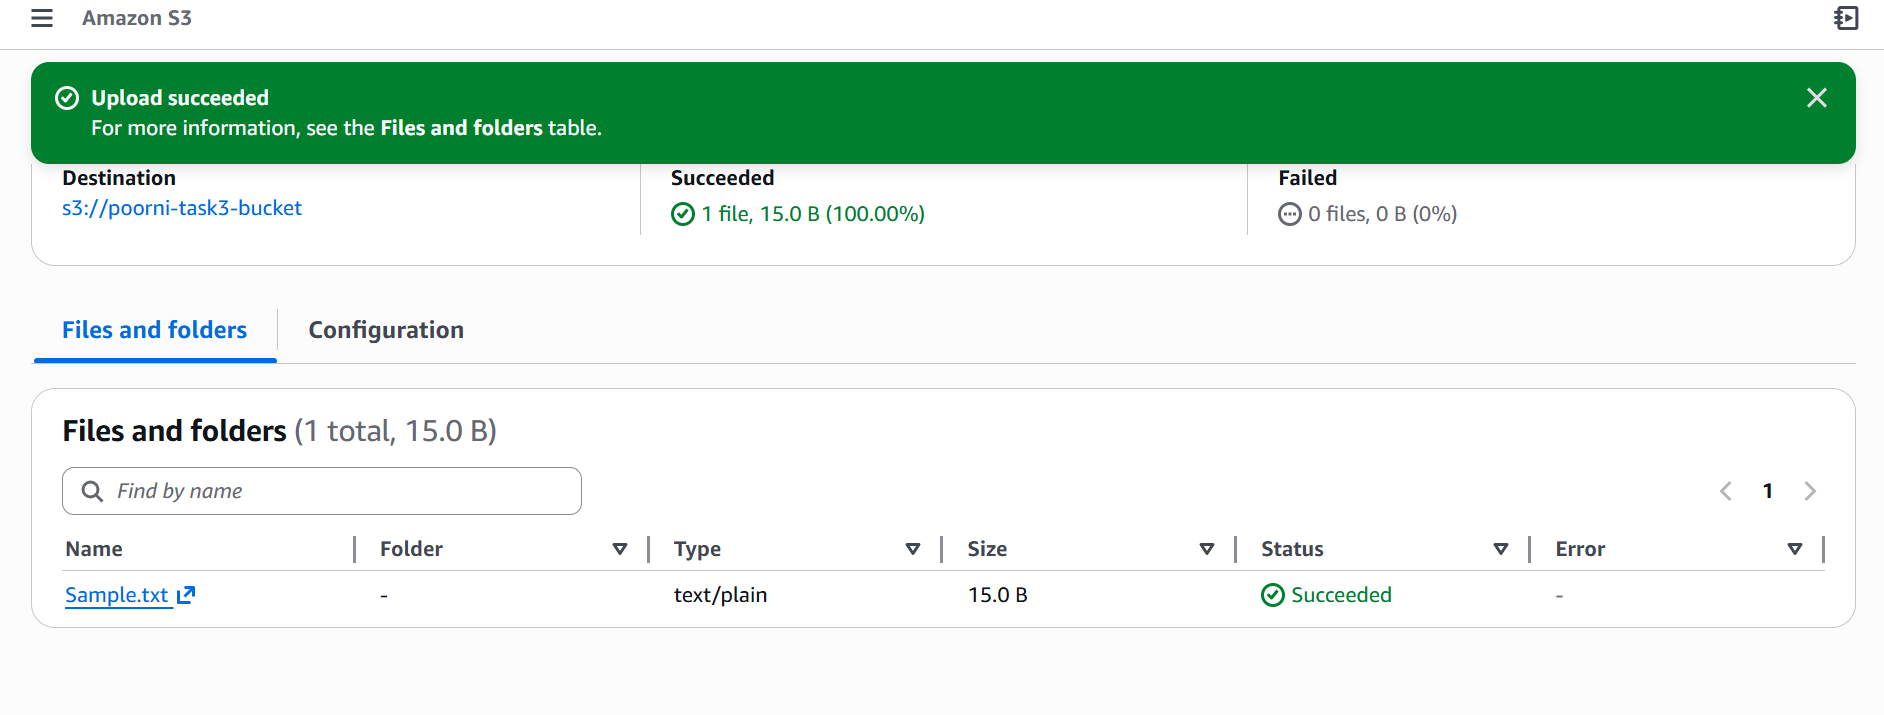 Amazon S3
Upload succeeded
For more information, see the Files and folders table.
Destination
s3://poorni-task3-bucket
Succeeded
1 file, 15.0 B (100.00%)
Failed
0 files, 0 B (0%)
Files and folders
Configuration
Files and folders (1 total, 15.0 B)
Find by name
1
Name Folder Type Size Status Error
Sample.txt - text/plain 15.0 B Succeeded -